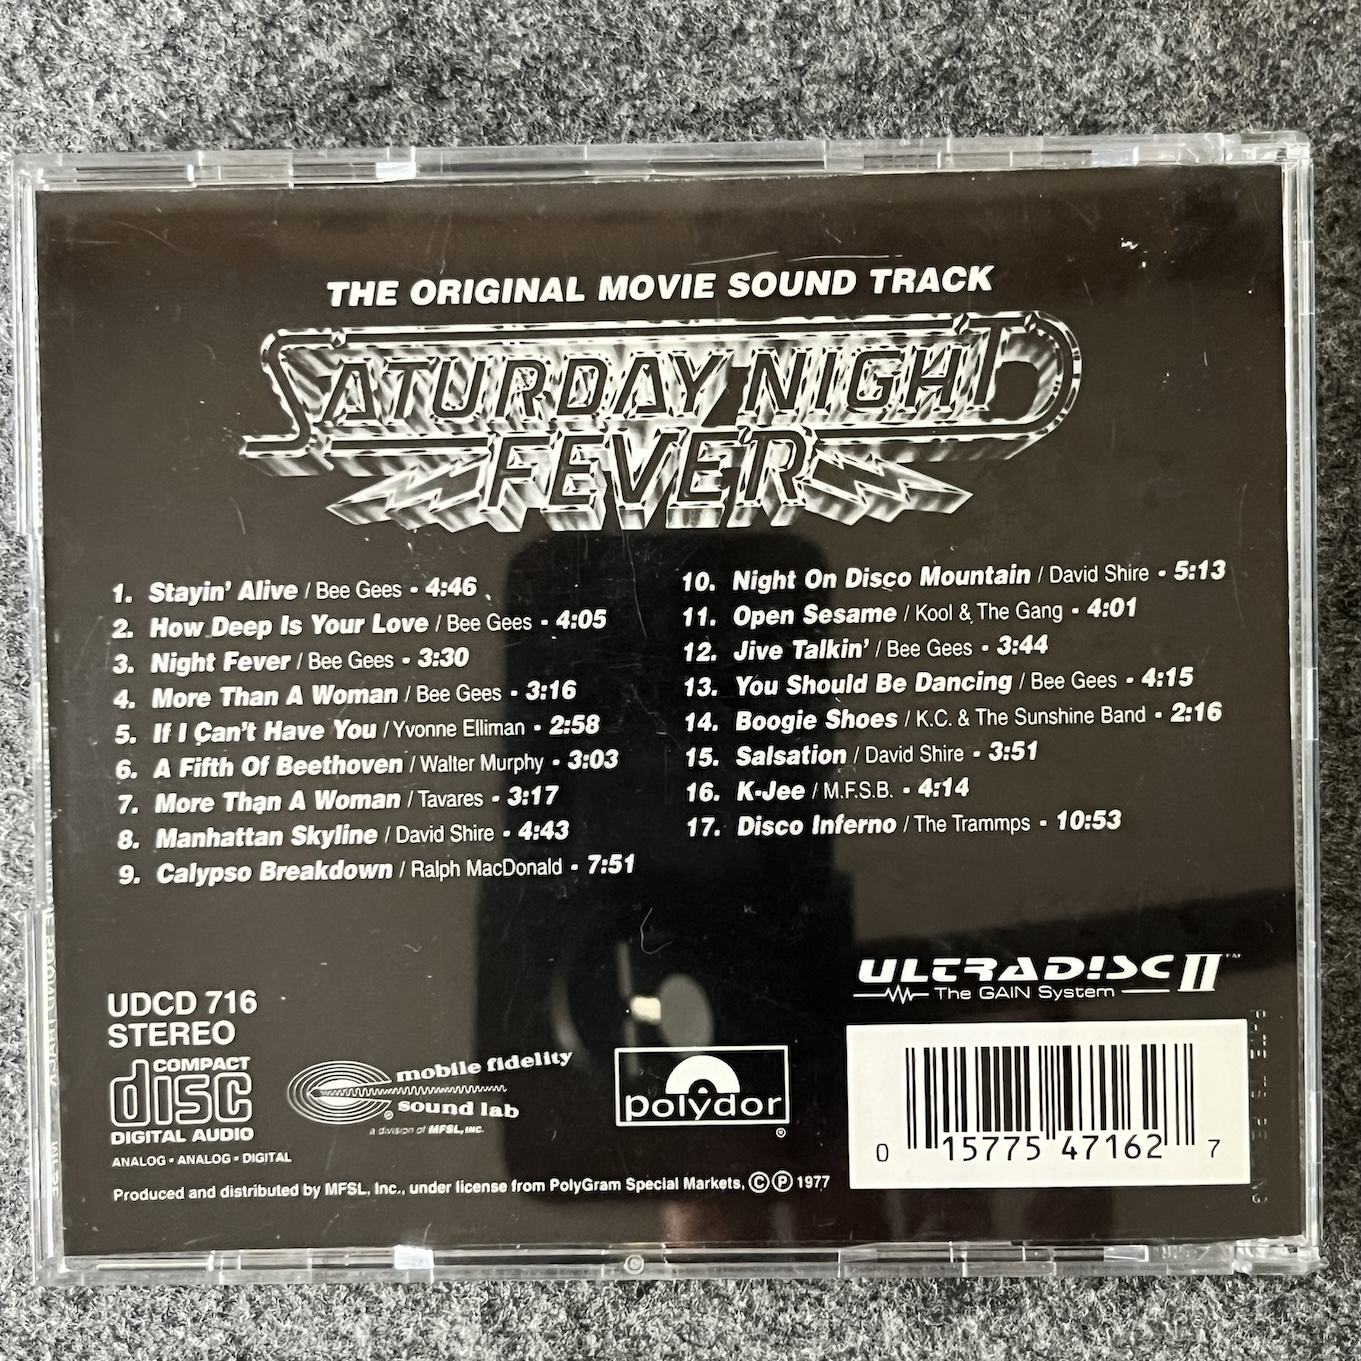 THE ORIGINAL MOVIE SOUND TRACK
SATURDAY NIGHT
FEVER
1. Stayin' Alive / Bee Gees - 4:46
2. How Deep Is Your Love / Bee Gees - 4:05
3. Night Fever / Bee Gees - 3:30
4. More Than A Woman / Bee Gees - 3:16
5. If I Can't Have You / Yvonne Elliman - 2:58
6. A Fifth Of Beethoven / Walter Murphy - 3:03
7. More Than A Woman / Tavares - 3:17
8. Manhattan Skyline / David Shire - 4:43
9. Calypso Breakdown / Ralph MacDonald - 7:51
10. Night On Disco Mountain / David Shire - 5:13
11. Open Sesame / Kool & The Gang - 4:01
12. Jive Talkin' / Bee Gees - 3:44
13. You Should Be Dancing / Bee Gees - 4:15
14. Boogie Shoes / K.C. & The Sunshine Band - 2:16
15. Salsation / David Shire - 3:51
16. K-Jee / M.F.S.B. - 4:14
17. Disco Inferno / The Trammps - 10:53
ULTRADISC II™
The GAIN System
UDCD 716
STEREO
COMPACT
disc
DIGITAL AUDIO
mobile fidelity
® sound lab
a division of MFSL, INC.
polydor
®
0 15775 47162 7
ANALOG • ANALOG • DIGITAL
Produced and distributed by MFSL, Inc., under license from PolyGram Special Markets, © ℗ 1977